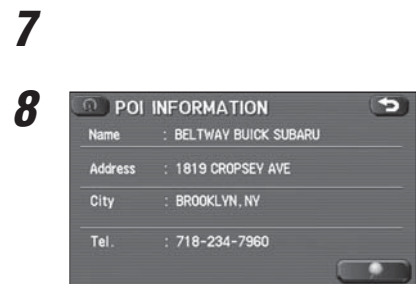 7
8
POI INFORMATION
Name : BELTWAY BUICK SUBARU
Address : 1819 CROPSEY AVE
City : BROOKLYN, NY
Tel. : 718-234-7960